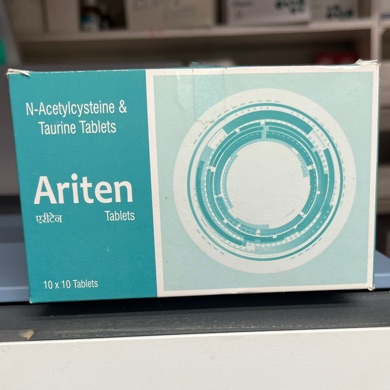 N-Acetylcysteine &
Taurine Tablets
Ariten
एरीटेन
Tablets
10 x 10 Tablets